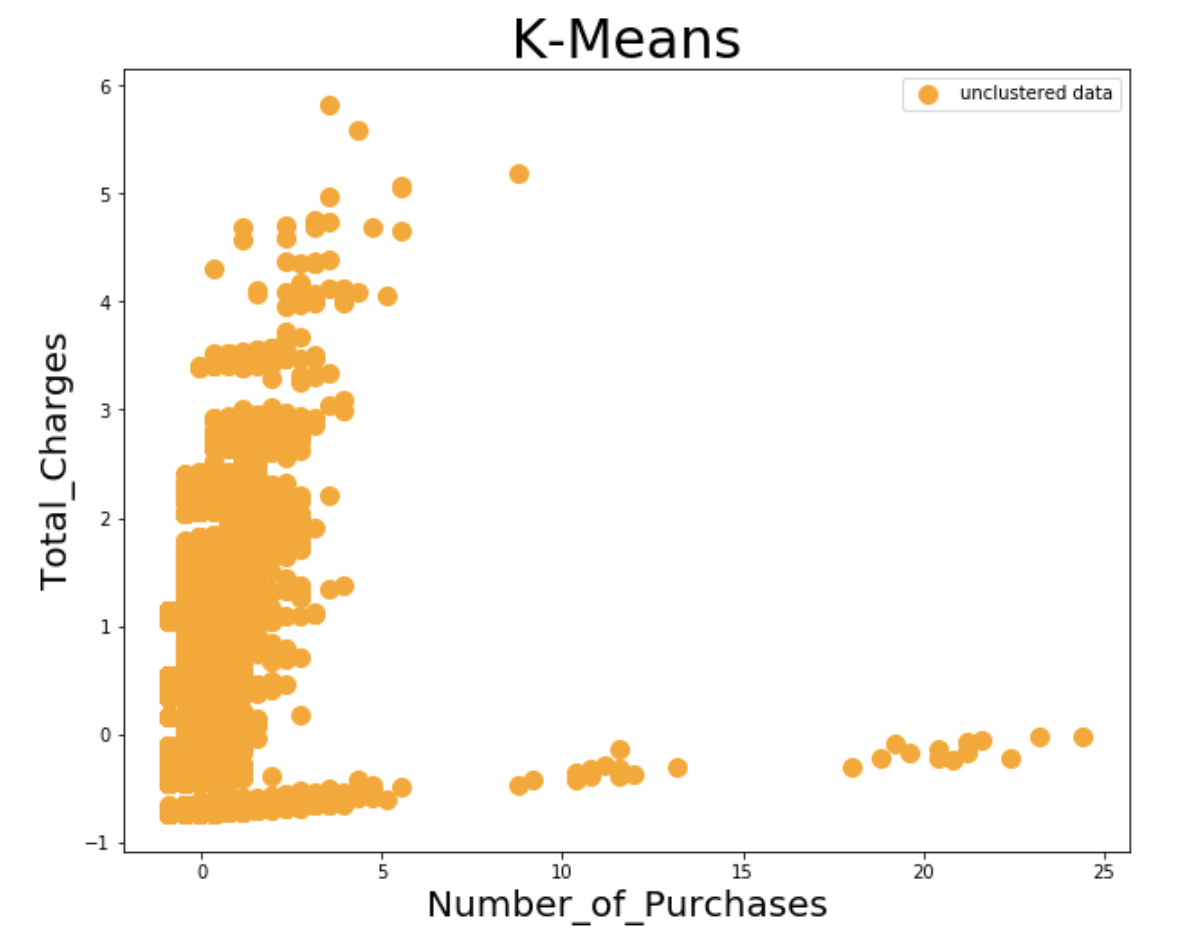 K-Means
unclustered data
6
5
4
3
2
1
0
−1
Total_Charges
0 5 10 15 20 25
Number_of_Purchases